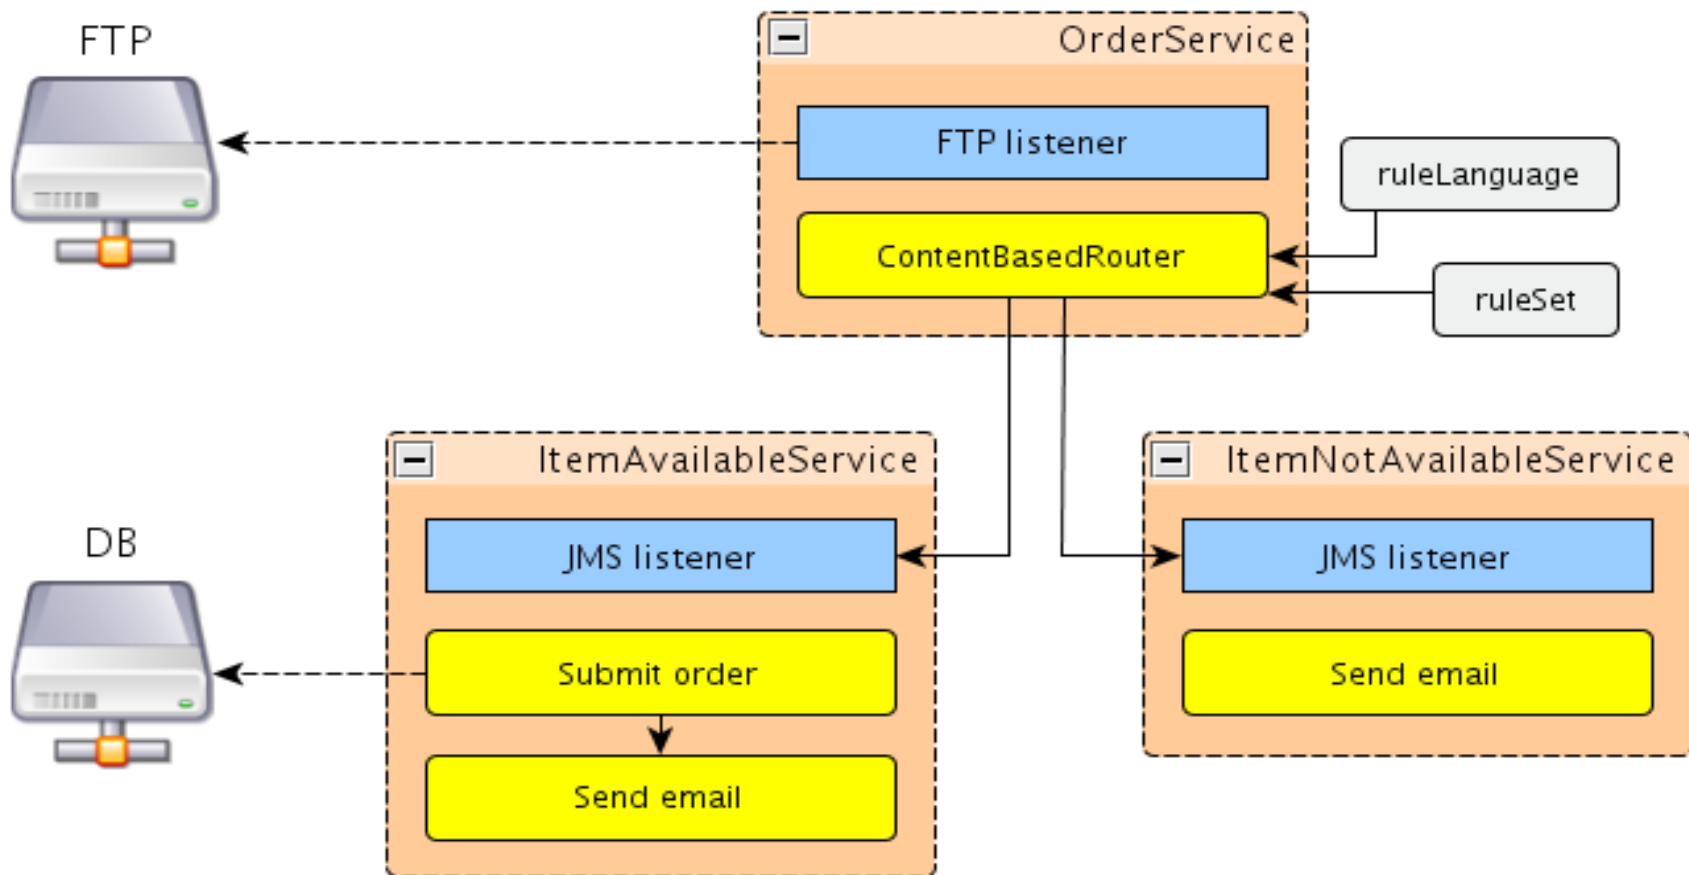 FTP
OrderService
FTP listener
ruleLanguage
ContentBasedRouter
ruleSet
ItemAvailableService
ItemNotAvailableService
DB
JMS listener
JMS listener
Submit order
Send email
Send email